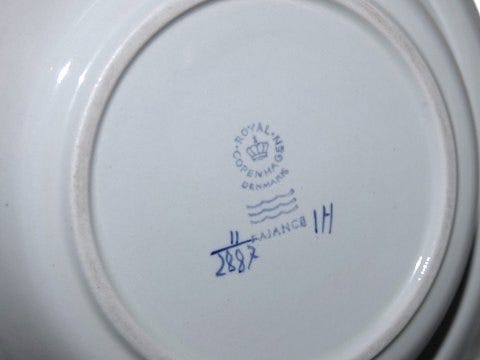 ROYAL COPENHAGEN
DENMARK
FAJANCE
11
2887
1H